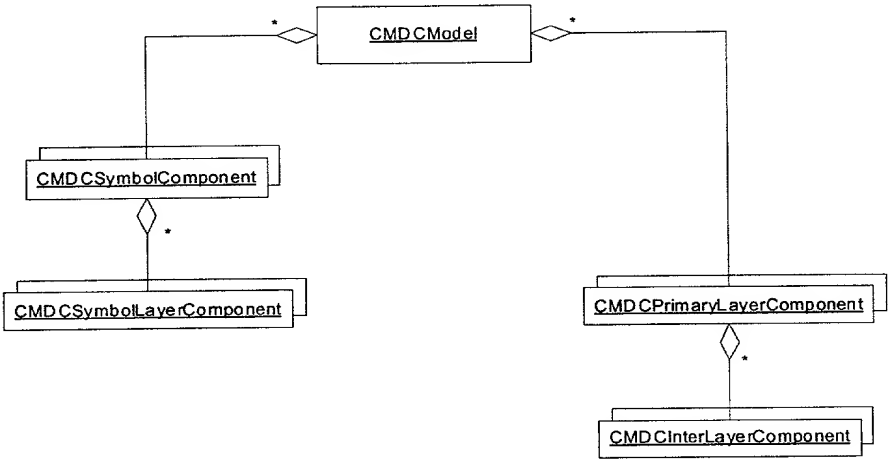 * CMDCModel *
CMDCSymbolComponent
*
CMDCSymbolLayerComponent
CMDCPrimaryLayerComponent
*
CMDCInterLayerComponent